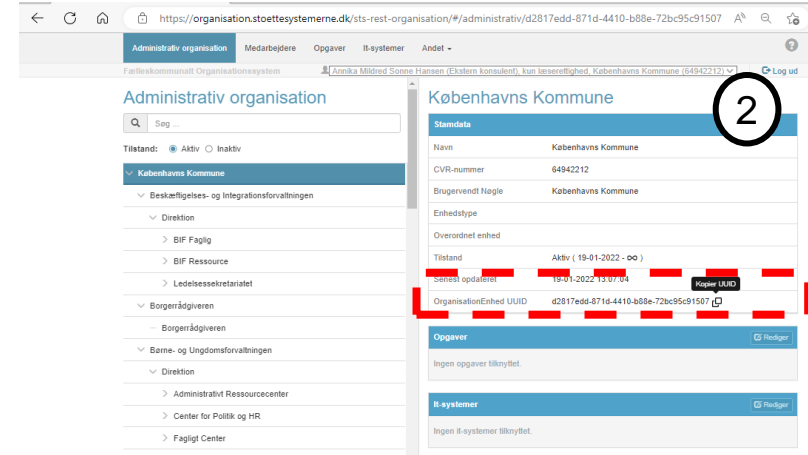 https://organisation.stoettesystemerne.dk/sts-rest-organisation/#/administrativ/d2817edd-871d-4410-b88e-72bc95c91507
Administrativ organisation Medarbejdere Opgaver It-systemer Andet
Fælleskommunalt Organisationssystem Annika Mildred Sonne Hansen (Ekstern konsulent), kun læserettighed, Københavns Kommune (64942212) Log ud
Administrativ organisation
Søg ...
Tilstand: Aktiv Inaktiv
Københavns Kommune
Beskæftigelses- og Integrationsforvaltningen
Direktion
BIF Faglig
BIF Ressource
Ledelsessekretariatet
Borgerrådgiveren
Borgerrådgiveren
Børne- og Ungdomsforvaltningen
Direktion
Administrativt Ressourcecenter
Center for Politik og HR
Fagligt Center
Københavns Kommune
2
Stamdata
Navn Københavns Kommune
CVR-nummer 64942212
Brugervendt Nøgle Københavns Kommune
Enhedstype
Overordnet enhed
Tilstand Aktiv ( 19-01-2022 - ∞ )
Senest opdateret 19-01-2022 13:07:04
Kopier UUID
OrganisationEnhed UUID d2817edd-871d-4410-b88e-72bc95c91507
Opgaver Rediger
Ingen opgaver tilknyttet.
It-systemer Rediger
Ingen it-systemer tilknyttet.